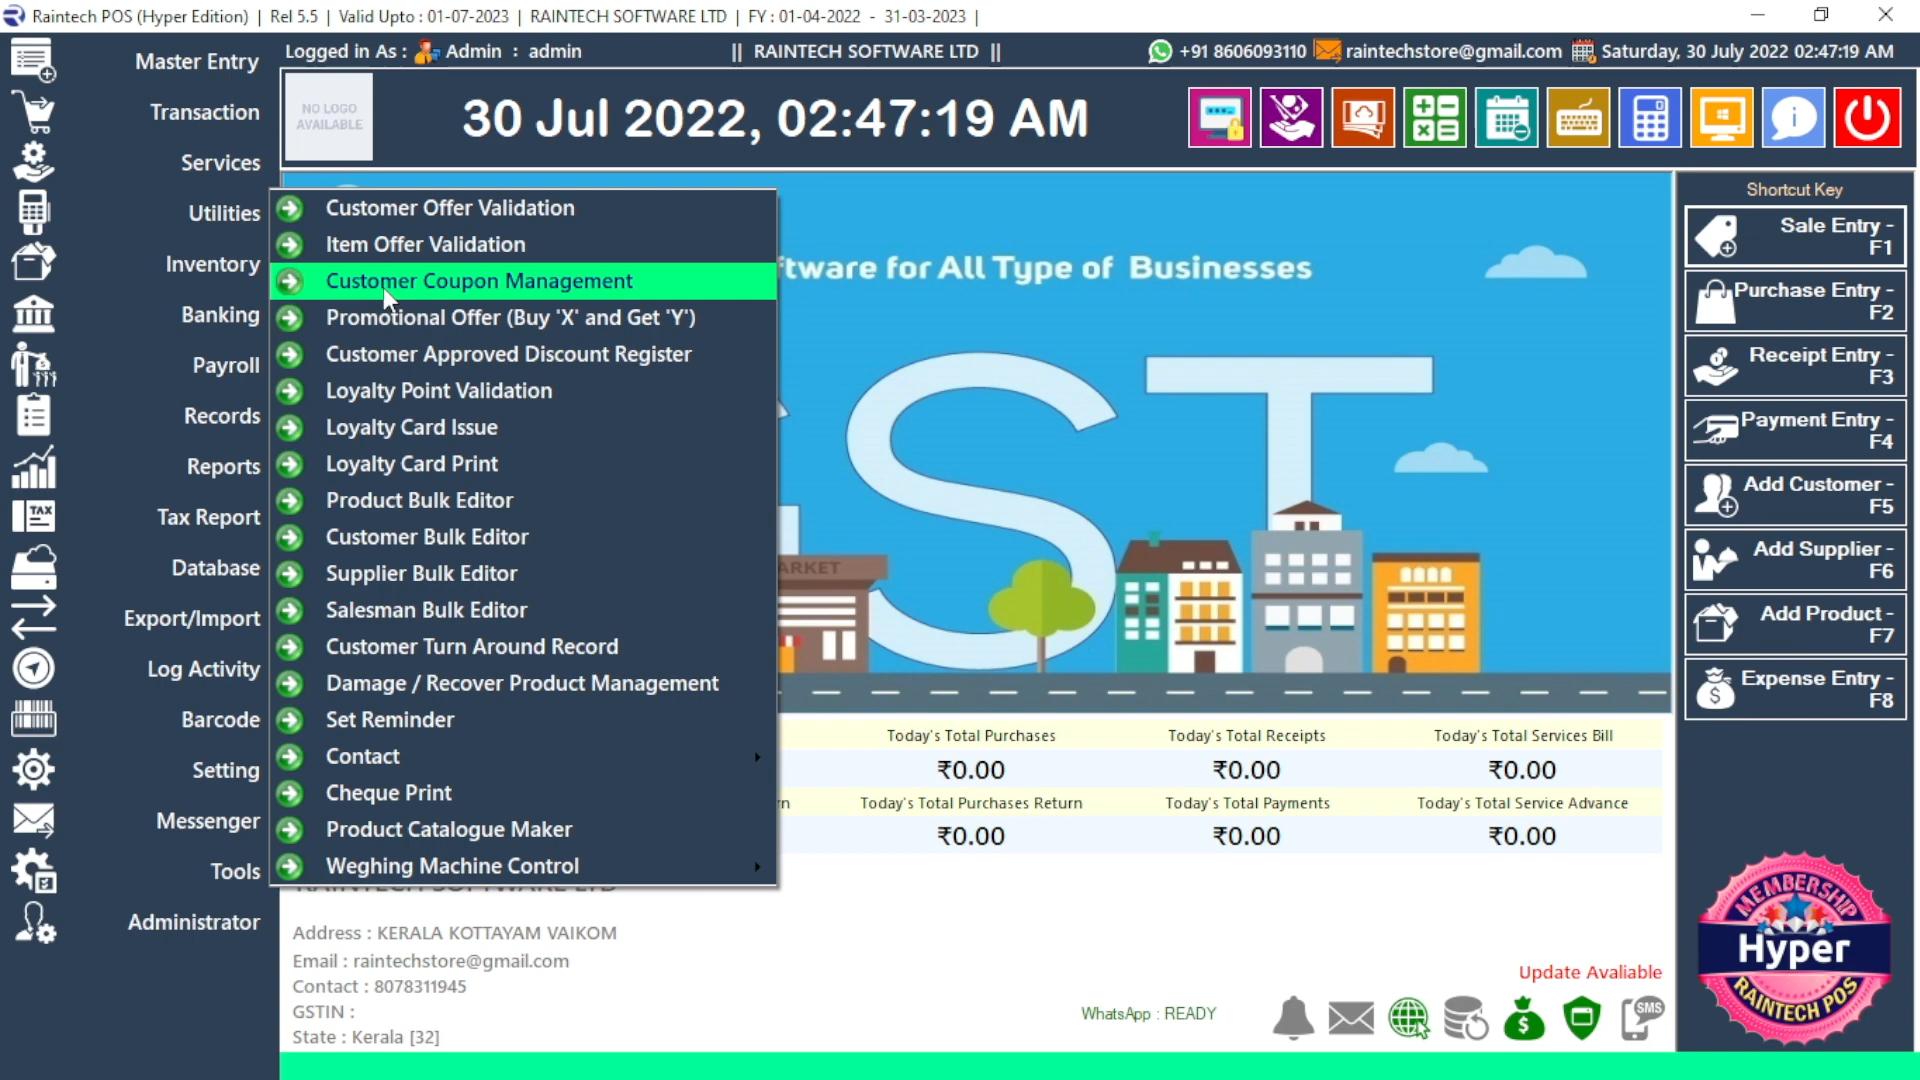 Raintech POS (Hyper Edition) | Rel 5.5 | Valid Upto : 01-07-2023 | RAINTECH SOFTWARE LTD | FY : 01-04-2022 - 31-03-2023 |
Logged in As : Admin : admin || RAINTECH SOFTWARE LTD || +91 8606093110 raintechstore@gmail.com Saturday, 30 July 2022 02:47:19 AM
NO LOGO
AVAILABLE
30 Jul 2022, 02:47:19 AM
Master Entry
Transaction
Services
Utilities
Inventory
Banking
Payroll
Records
Reports
TAX
Tax Report
Database
Export/Import
Log Activity
Barcode
Setting
Messenger
Tools
Administrator
Customer Offer Validation
Item Offer Validation
Customer Coupon Management
Promotional Offer (Buy 'X' and Get 'Y')
Customer Approved Discount Register
Loyalty Point Validation
Loyalty Card Issue
Loyalty Card Print
Product Bulk Editor
Customer Bulk Editor
Supplier Bulk Editor
Salesman Bulk Editor
Customer Turn Around Record
Damage / Recover Product Management
Set Reminder
Contact
Cheque Print
Product Catalogue Maker
Weghing Machine Control
ftware for All Type of Businesses
ST
ARKET
Today's Total Purchases Today's Total Receipts Today's Total Services Bill
₹0.00 ₹0.00 ₹0.00
rn Today's Total Purchases Return Today's Total Payments Today's Total Service Advance
₹0.00 ₹0.00 ₹0.00
RAINTECH SOFTWARE LTD
Address : KERALA KOTTAYAM VAIKOM
Email : raintechstore@gmail.com
Contact : 8078311945
GSTIN :
State : Kerala [32]
WhatsApp : READY
Update Avaliable
SMS
Shortcut Key
Sale Entry -
F1
Purchase Entry -
F2
Receipt Entry -
F3
Payment Entry -
F4
Add Customer -
F5
Add Supplier -
F6
Add Product -
F7
Expense Entry -
F8
MEMBERSHIP
Hyper
RAINTECH POS